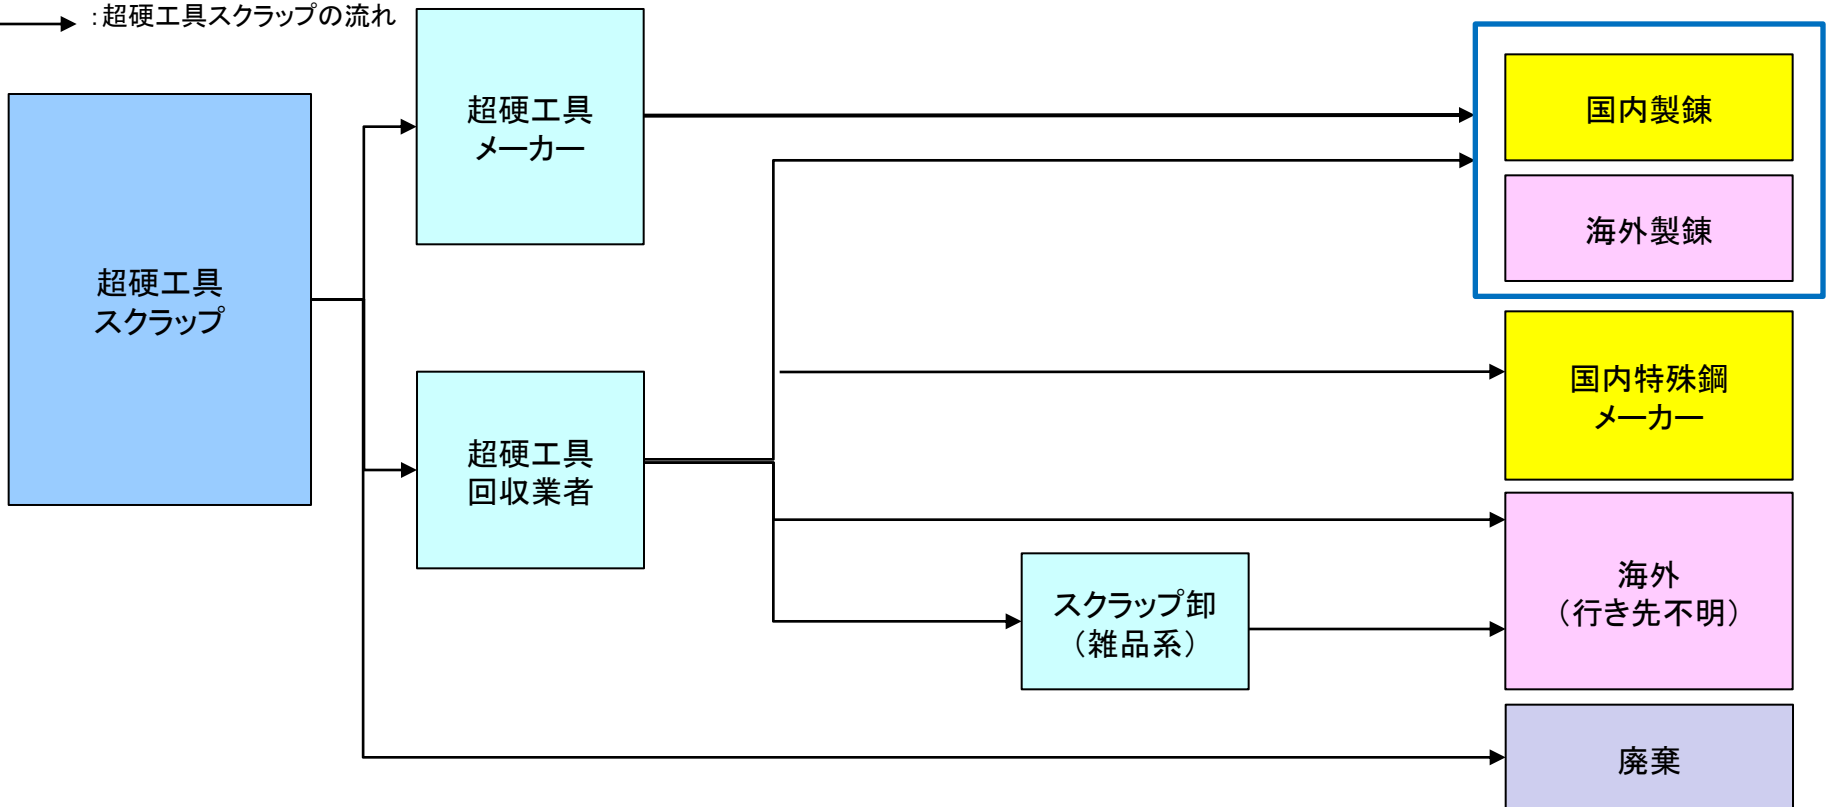 ：超硬工具スクラップの流れ
超硬工具
スクラップ
超硬工具
メーカー
超硬工具
回収業者
スクラップ卸
（雑品系）
国内製錬
海外製錬
国内特殊鋼
メーカー
海外
（行き先不明）
廃棄